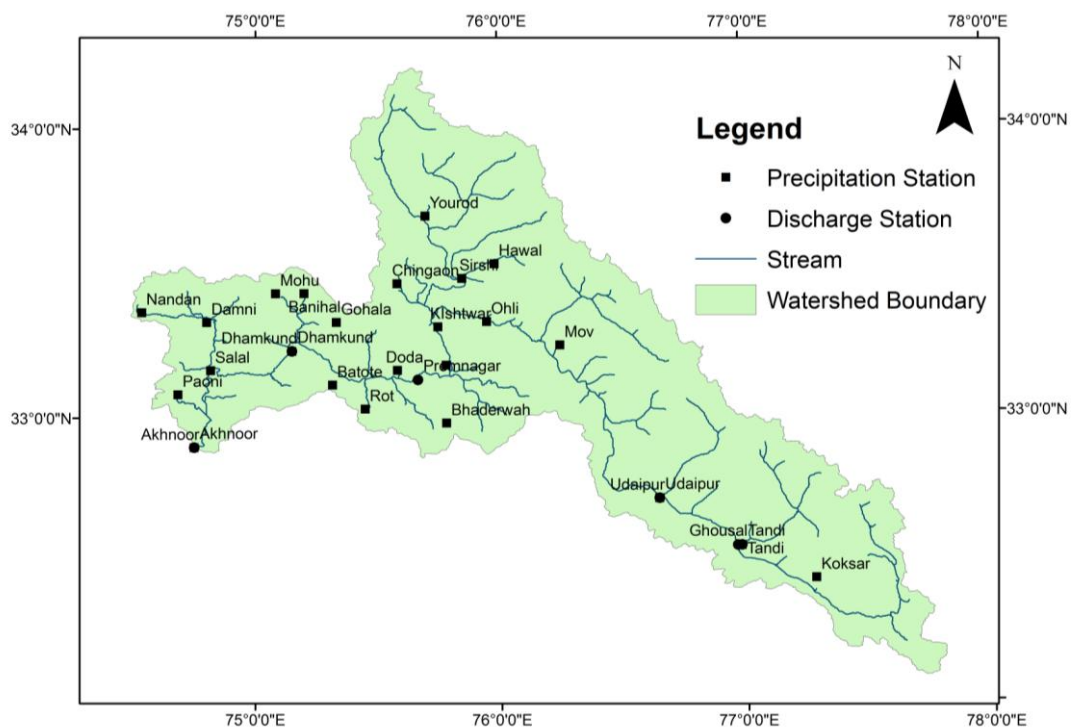 75°0'0"E 76°0'0"E 77°0'0"E 78°0'0"E
N
34°0'0"N 34°0'0"N
Legend
Precipitation Station
Discharge Station
Stream
Watershed Boundary
Yourod
Hawal
Sirshi
Chingaon
Mohu
Nandan
Banihal
Gohala
Ohli
Damni
Kishtwar
Dhamkund
Dhamkund
Mov
Salal
Doda
Premnagar
Batote
Paoni
Rot
Bhaderwah
33°0'0"N 33°0'0"N
Akhnoor
Akhnoor
Udaipur
Udaipur
Ghousal
Tandi
Tandi
Koksar
75°0'0"E 76°0'0"E 77°0'0"E 78°0'0"E